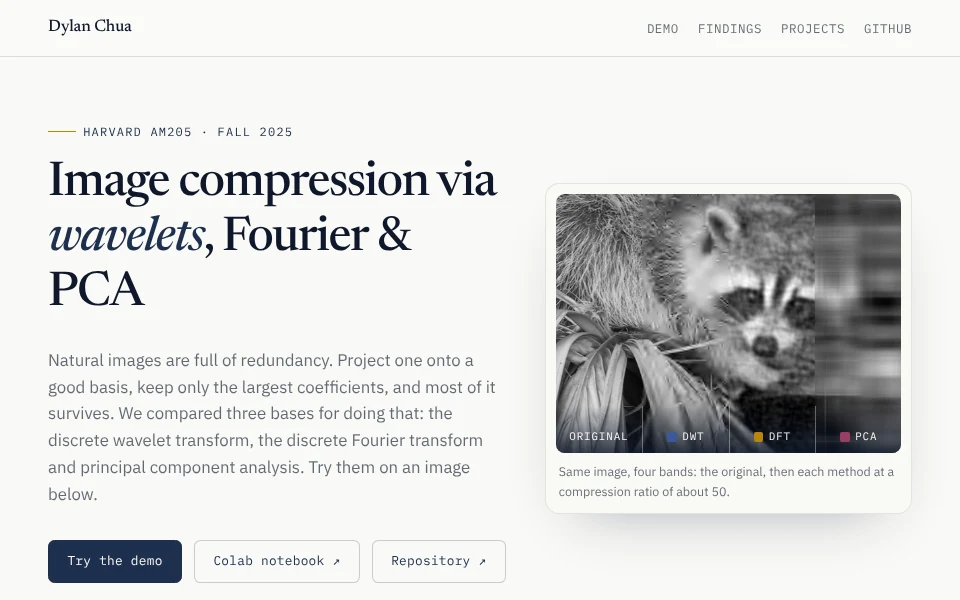 Dylan Chua
DEMO FINDINGS PROJECTS GITHUB
HARVARD AM205 · FALL 2025
Image compression via
wavelets, Fourier &
PCA
Natural images are full of redundancy. Project one onto a
good basis, keep only the largest coefficients, and most of it
survives. We compared three bases for doing that: the
discrete wavelet transform, the discrete Fourier transform
and principal component analysis. Try them on an image
below.
Try the demo
Colab notebook ↗
Repository ↗
ORIGINAL
DWT
DFT
PCA
Same image, four bands: the original, then each method at a
compression ratio of about 50.